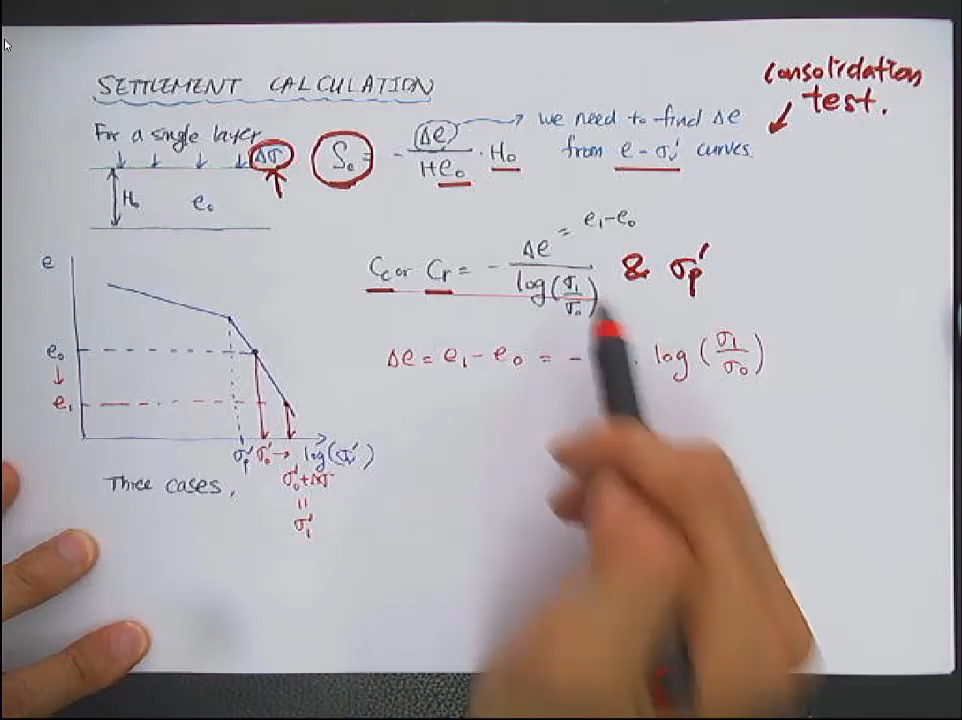 SETTLEMENT CALCULATION
consolidation
test.
For a single layer
Δσ
S₀ = - Δe / 1+e₀ · H₀
we need to find Δe
from e - σᵥ' curves.
H₀
e₀
e
Cc or Cr = - Δe / log(σ₁/σ₀)
= e₁-e₀
& σp'
e₀
e₁
Δe = e₁ - e₀ = - · log(σ₁/σ₀)
σp' σ₀' → log(σᵥ')
σ₀'+Δσ
=
σ₁'
Three cases,